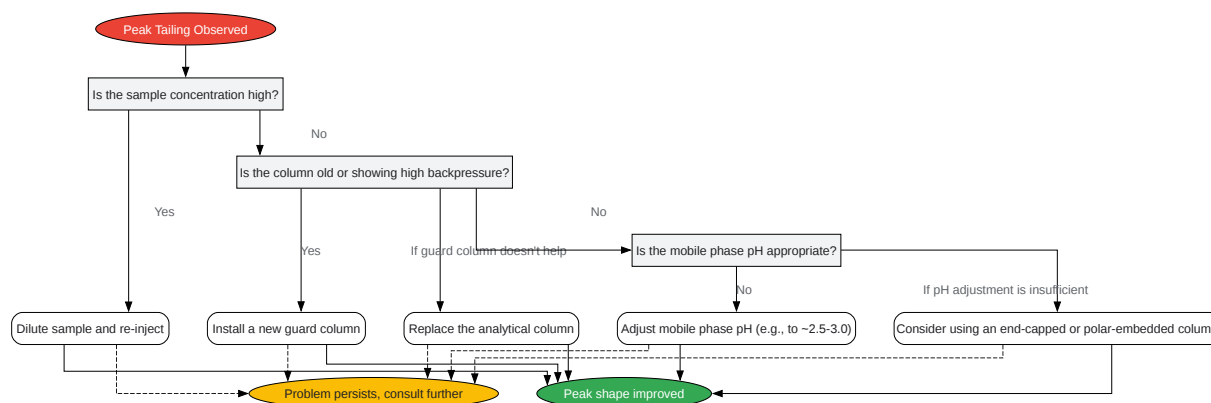 Peak Tailing Observed
Is the sample concentration high?
No
Is the column old or showing high backpressure?
Yes
No
Yes
If guard column doesn't help
Is the mobile phase pH appropriate?
No
If pH adjustment is insufficient
Dilute sample and re-inject
Install a new guard column
Replace the analytical column
Adjust mobile phase pH (e.g., to ~2.5-3.0)
Consider using an end-capped or polar-embedded colum
Problem persists, consult further
Peak shape improved